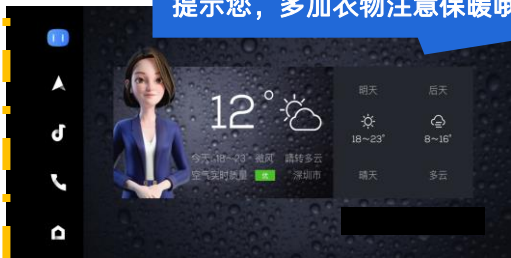 提示您，多加衣物注意保暖哦
12°
今天 18~23° 微风 晴转多云
空气实时质量 优 深圳市
明天 后天
18~23° 8~16°
晴天 多云